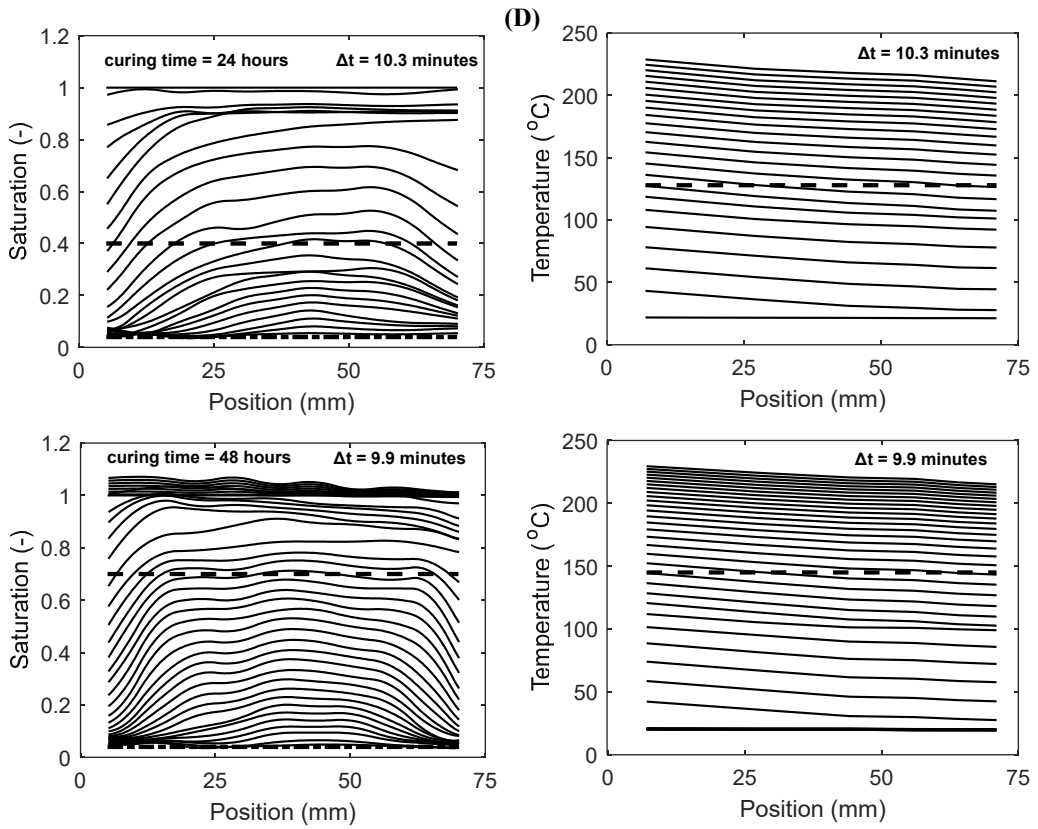 (D)
1.2
1
0.8
0.6
0.4
0.2
0
Saturation (-)
curing time = 24 hours
Δt = 10.3 minutes
0
25
50
75
Position (mm)
250
200
150
100
50
0
Temperature ( °C)
Δt = 10.3 minutes
0
25
50
75
Position (mm)
1.2
1
0.8
0.6
0.4
0.2
0
Saturation (-)
curing time = 48 hours
Δt = 9.9 minutes
0
25
50
75
Position (mm)
250
200
150
100
50
0
Temperature ( °C)
Δt = 9.9 minutes
0
25
50
75
Position (mm)